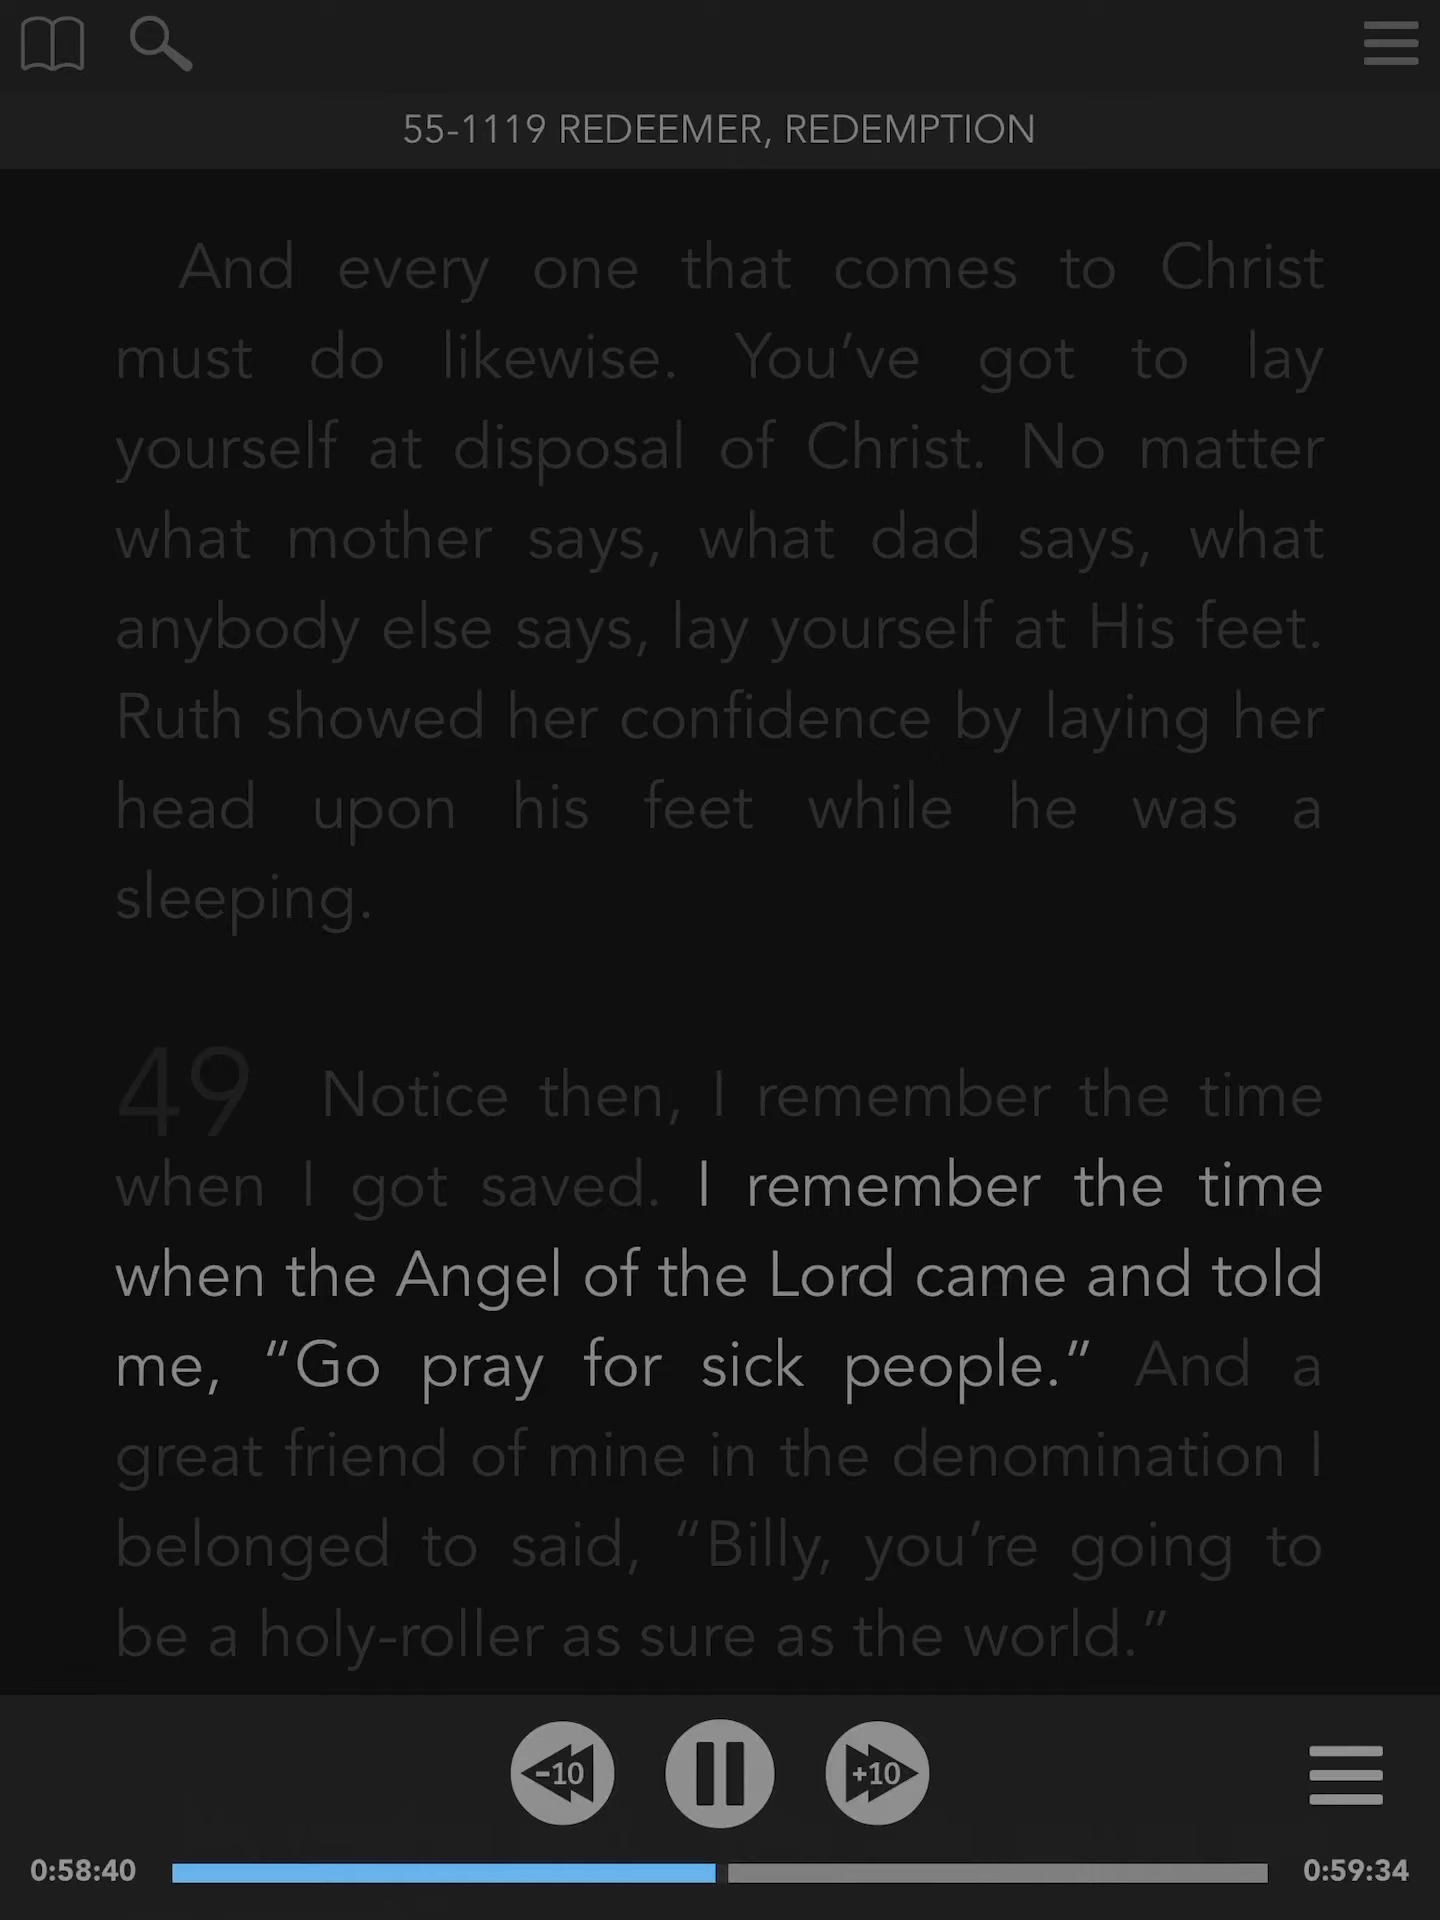 55-1119 REDEEMER, REDEMPTION
And every one that comes to Christ
must do likewise. You’ve got to lay
yourself at disposal of Christ. No matter
what mother says, what dad says, what
anybody else says, lay yourself at His feet.
Ruth showed her confidence by laying her
head upon his feet while he was a
sleeping.
49 Notice then, I remember the time
when I got saved. I remember the time
when the Angel of the Lord came and told
me, “Go pray for sick people.” And a
great friend of mine in the denomination I
belonged to said, “Billy, you’re going to
be a holy-roller as sure as the world.”
-10 +10
0:58:40 0:59:34